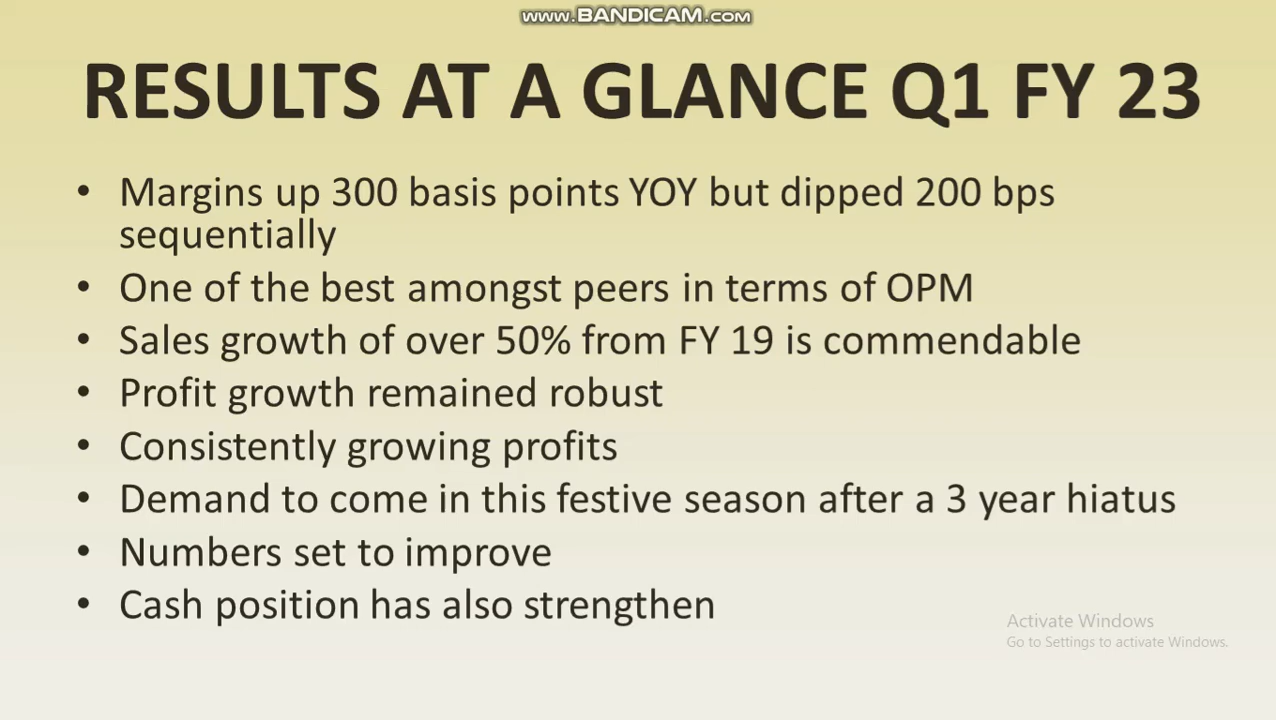 www.BANDICAM.com
RESULTS AT A GLANCE Q1 FY 23
• Margins up 300 basis points YOY but dipped 200 bps
sequentially
• One of the best amongst peers in terms of OPM
• Sales growth of over 50% from FY 19 is commendable
• Profit growth remained robust
• Consistently growing profits
• Demand to come in this festive season after a 3 year hiatus
• Numbers set to improve
• Cash position has also strengthen
Activate Windows
Go to Settings to activate Windows.